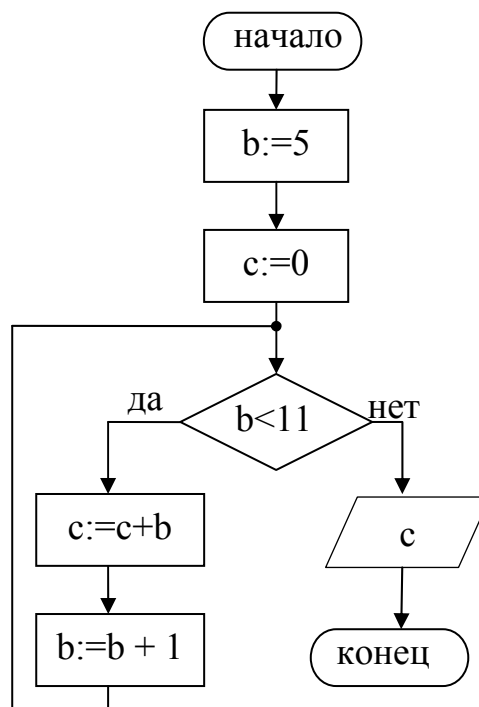 начало
b:=5
c:=0
да
b<11
нет
c:=c+b
c
b:=b + 1
конец